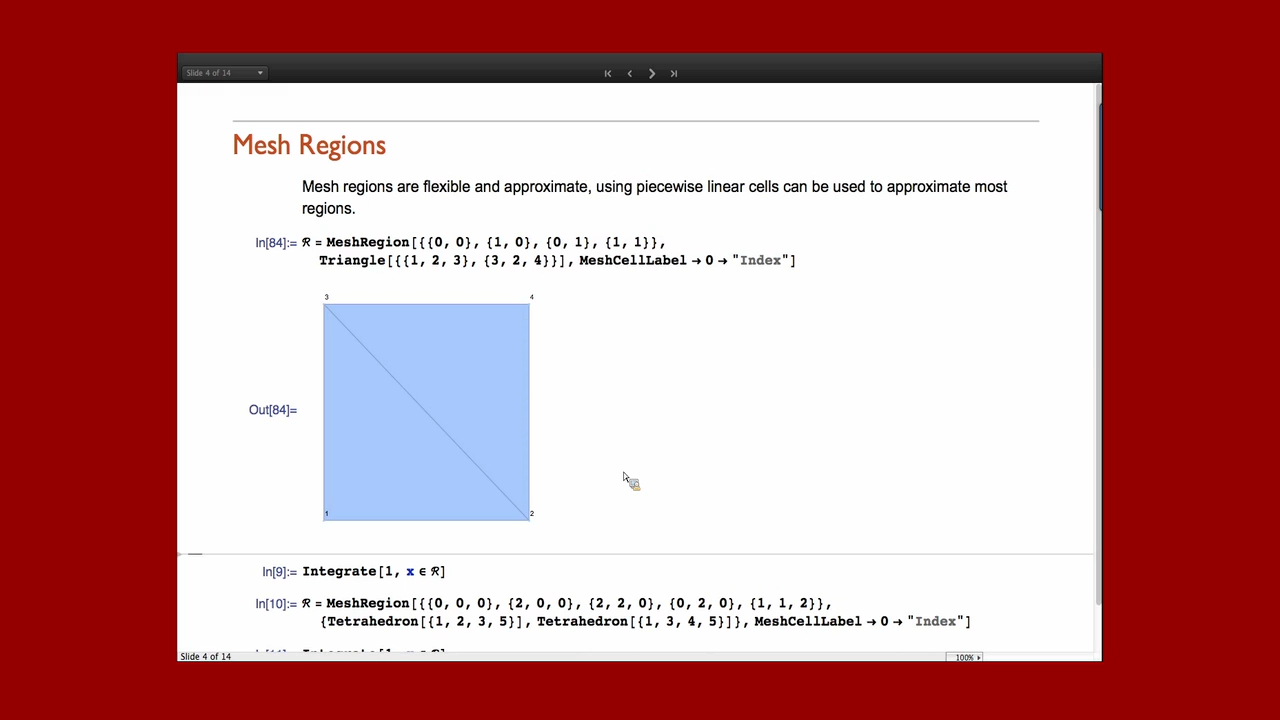 Slide 4 of 14
Mesh Regions
Mesh regions are flexible and approximate, using piecewise linear cells can be used to approximate most
regions.
In[84]:= ℛ = MeshRegion[{{0, 0}, {1, 0}, {0, 1}, {1, 1}},
Triangle[{{1, 2, 3}, {3, 2, 4}}], MeshCellLabel → 0 → "Index"]
3 4
Out[84]=
1 2
In[9]:= Integrate[1, x ∈ ℛ]
In[10]:= ℛ = MeshRegion[{{0, 0, 0}, {2, 0, 0}, {2, 2, 0}, {0, 2, 0}, {1, 1, 2}},
{Tetrahedron[{1, 2, 3, 5}], Tetrahedron[{1, 3, 4, 5}]}, MeshCellLabel → 0 → "Index"]
Slide 4 of 14
100%